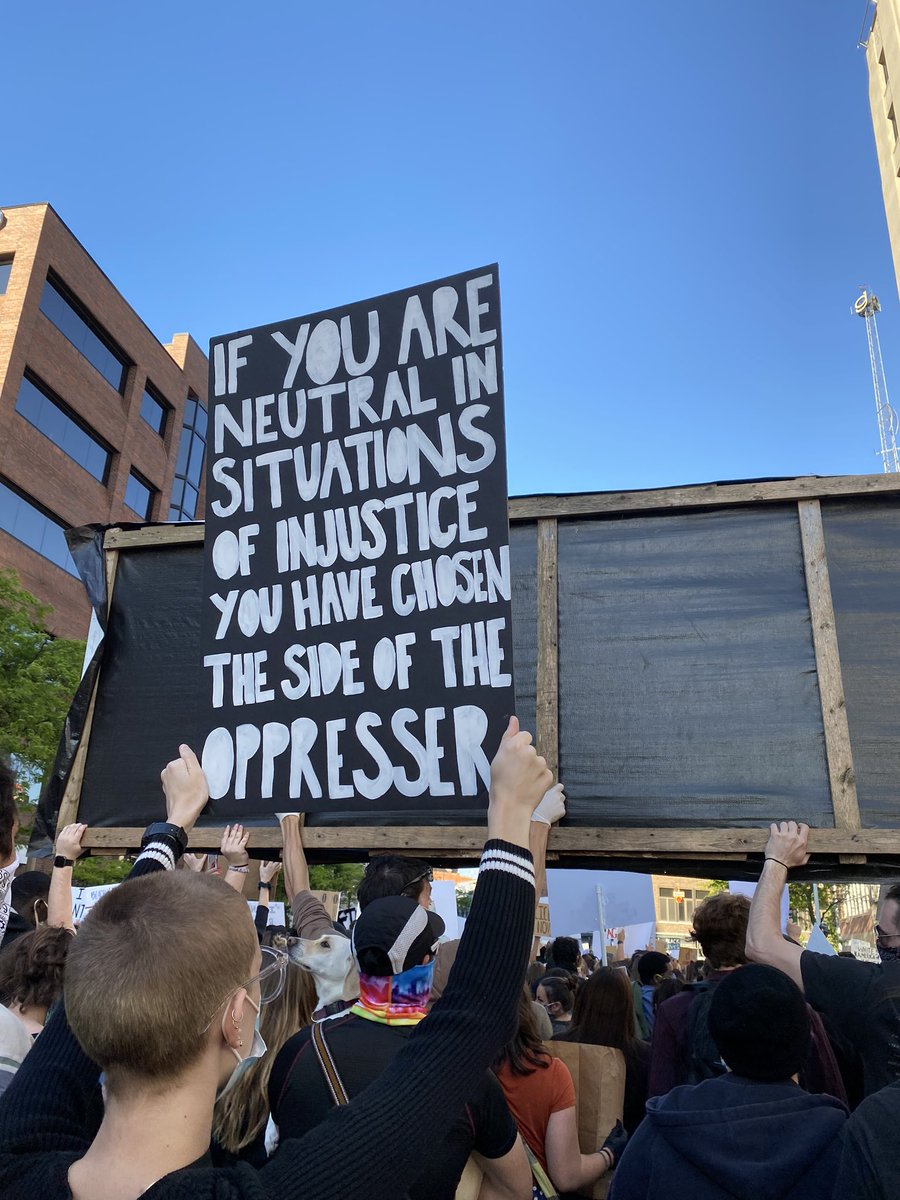 IF YOU ARE
NEUTRAL IN
SITUATIONS
OF INJUSTICE
YOU HAVE CHOSEN
THE SIDE OF THE
OPPRESSER